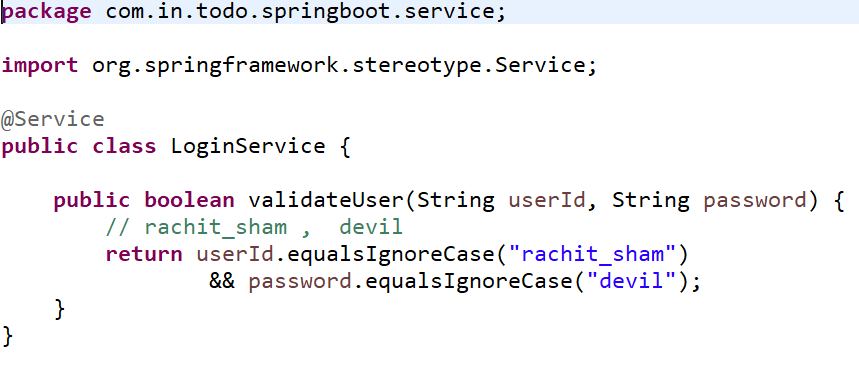 package com.in.todo.springboot.service;
import org.springframework.stereotype.Service;
@Service
public class LoginService {
public boolean validateUser(String userId, String password) {
// rachit_sham ,  devil
return userId.equalsIgnoreCase("rachit_sham")
&& password.equalsIgnoreCase("devil");
}
}